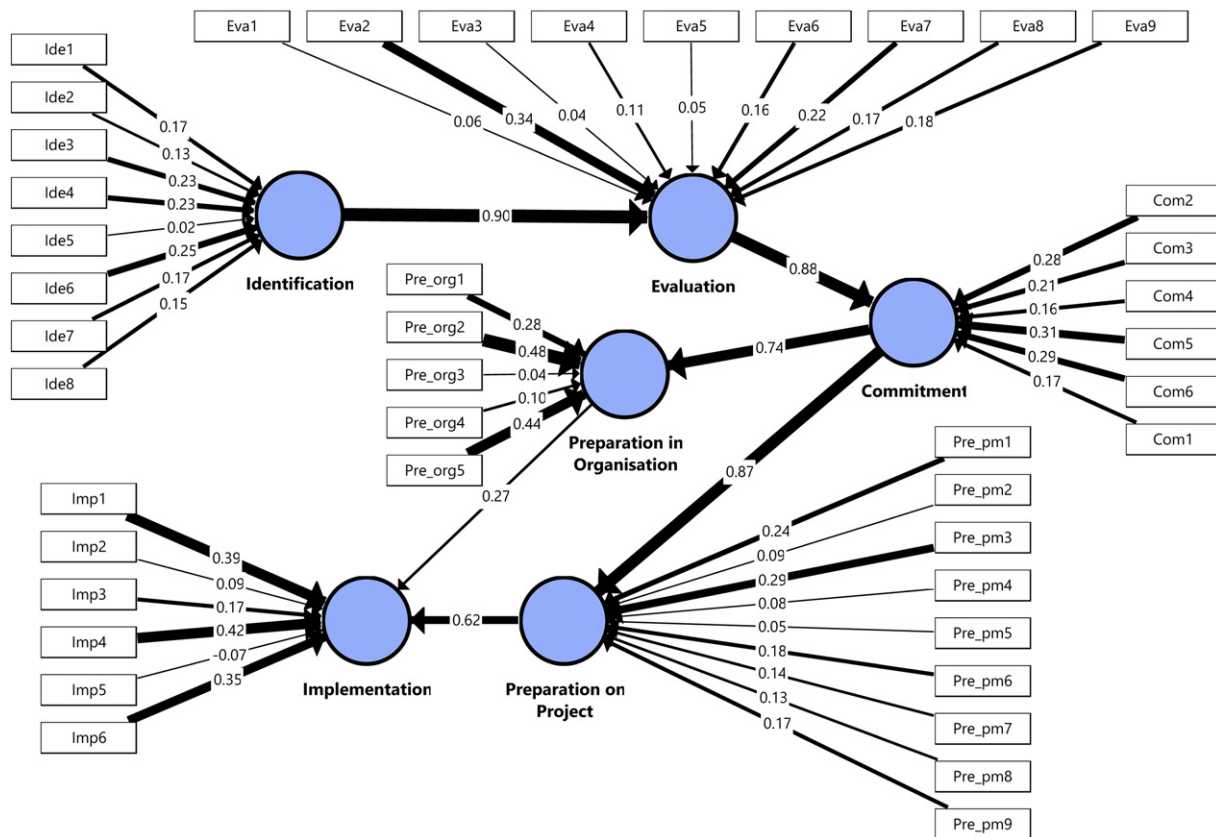 Eva1
Eva2
Eva3
Eva4
Eva5
Eva6
Eva7
Eva8
Eva9
Ide1
Ide2
Ide3
Ide4
Ide5
Ide6
Ide7
Ide8
0.17
0.13
0.23
0.23
0.02
0.25
0.17
0.15
0.06
0.34
0.04
0.11
0.05
0.16
0.22
0.17
0.18
Identification
0.90
Evaluation
0.88
Com2
Com3
Com4
Com5
Com6
Com1
0.28
0.21
0.16
0.31
0.29
0.17
Commitment
Pre_org1
Pre_org2
Pre_org3
Pre_org4
Pre_org5
0.28
0.48
0.04
0.10
0.44
0.74
Preparation in
Organisation
0.87
0.27
Imp1
Imp2
Imp3
Imp4
Imp5
Imp6
0.39
0.09
0.17
0.42
-0.07
0.35
Implementation
0.62
Preparation on
Project
0.24
0.09
0.29
0.08
0.05
0.18
0.14
0.13
0.17
Pre_pm1
Pre_pm2
Pre_pm3
Pre_pm4
Pre_pm5
Pre_pm6
Pre_pm7
Pre_pm8
Pre_pm9